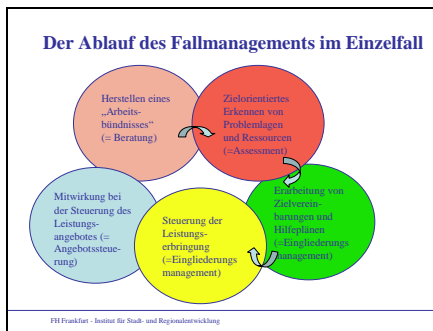 Der Ablauf des Fallmanagements im Einzelfall
Herstellen eines
„Arbeits-
bündnisses“
(= Beratung)
Zielorientiertes
Erkennen von
Problemlagen
und Ressourcen
(=Assessment)
Erarbeitung von
Zielverein-
barungen und
Hilfeplänen
(=Eingliederungs
management)
Steuerung der
Leistungs-
erbringung
(=Eingliederungs
management)
Mitwirkung bei
der Steuerung des
Leistungs-
angebotes (=
Angebotssteue-
rung)
FH Frankfurt - Institut für Stadt- und Regionalentwicklung